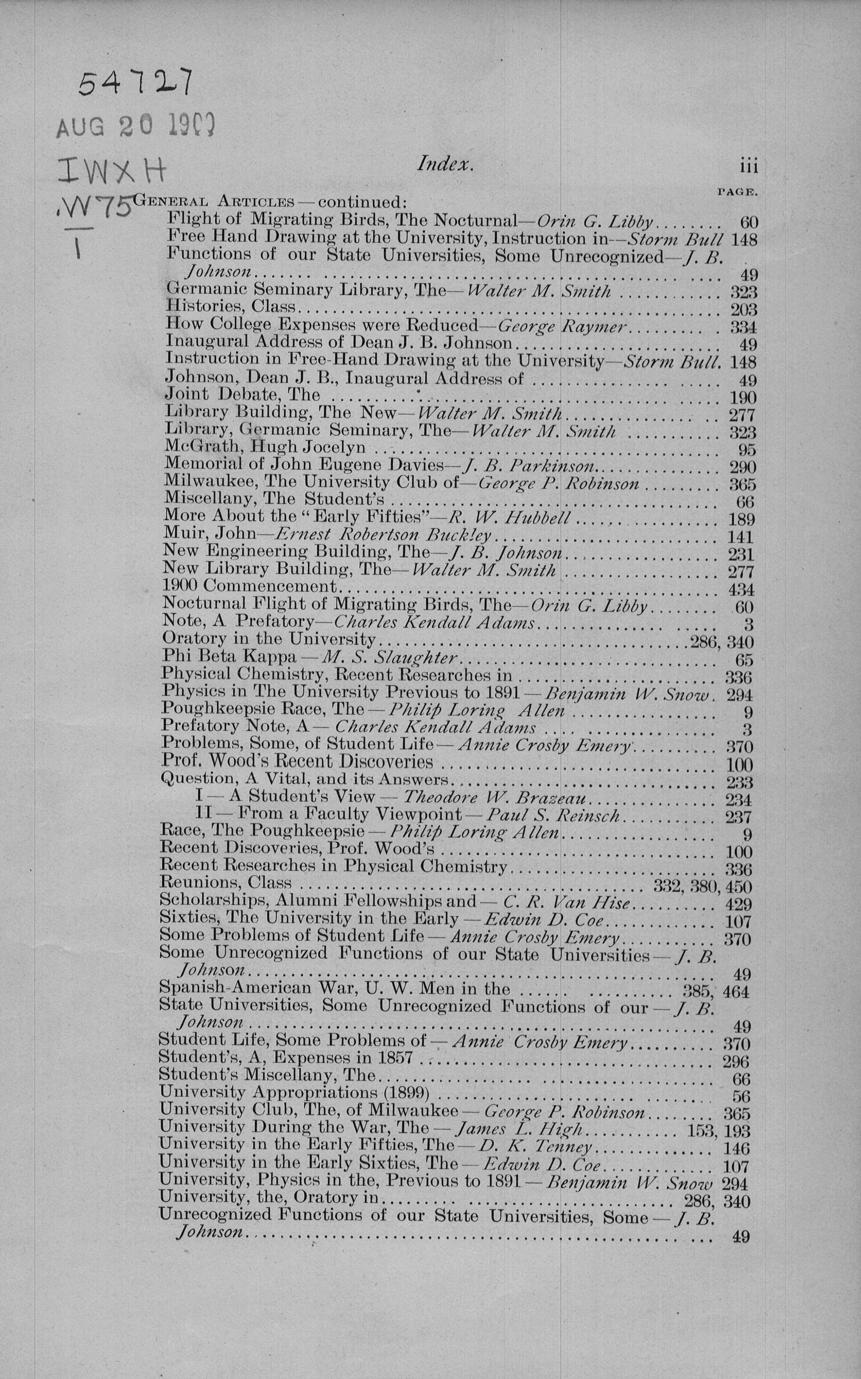 54727
AUG 20 1900
IWXH
.W75
1
Index.
iii
PAGE.
GENERAL ARTICLES — continued:
Flight of Migrating Birds, The Nocturnal—Orin G. Libby........ 60
Free Hand Drawing at the University, Instruction in—Storm Bull 148
Functions of our State Universities, Some Unrecognized—J. B.
Johnson.................................................. 49
Germanic Seminary Library, The—Walter M. Smith ............ 323
Histories, Class.............................................. 203
How College Expenses were Reduced—George Raymer........... 334
Inaugural Address of Dean J. B. Johnson........................ 49
Instruction in Free-Hand Drawing at the University—Storm Bull. 148
Johnson, Dean J. B., Inaugural Address of ...................... 49
Joint Debate, The ............................................ 190
Library Building, The New—Walter M. Smith.................. 277
Library, Germanic Seminary, The—Walter M. Smith ........... 323
McGrath, Hugh Jocelyn ....................................... 95
Memorial of John Eugene Davies—J. B. Parkinson.............. 290
Milwaukee, The University Club of—George P. Robinson ......... 365
Miscellany, The Student's ..................................... 66
More About the "Early Fifties"—R. W. Hubbell ................ 189
Muir, John—Ernest Robertson Buckley......................... 141
New Engineering Building, The—J. B. Johnson................. 231
New Library Building, The—Walter M. Smith .................. 277
1900 Commencement.......................................... 434
Nocturnal Flight of Migrating Birds, The—Orin G. Libby........ 60
Note, A Prefatory—Charles Kendall Adams.................... 3
Oratory in the University..................................286, 340
Phi Beta Kappa — M. S. Slaughter............................. 65
Physical Chemistry, Recent Researches in ...................... 336
Physics in The University Previous to 1891 — Benjamin W. Snow. 294
Poughkeepsie Race, The — Philip Loring Allen ................ 9
Prefatory Note, A — Charles Kendall Adams ................... 3
Problems, Some, of Student Life — Annie Crosby Emery.......... 370
Prof. Wood's Recent Discoveries ............................... 100
Question, A Vital, and its Answers.............................. 233
I — A Student's View — Theodore W. Brazeau............... 234
II — From a Faculty Viewpoint — Paul S. Reinsch........... 237
Race, The Poughkeepsie — Philip Loring Allen................. 9
Recent Discoveries, Prof. Wood's ............................... 100
Recent Researches in Physical Chemistry....................... 336
Reunions, Class ...................................... 332, 380, 450
Scholarships, Alumni Fellowships and — C. R. Van Hise.......... 429
Sixties, The University in the Early — Edwin D. Coe............. 107
Some Problems of Student Life — Annie Crosby Emery........... 370
Some Unrecognized Functions of our State Universities — J. B.
Johnson.................................................... 49
Spanish-American War, U. W. Men in the ................ 385, 464
State Universities, Some Unrecognized Functions of our — J. B.
Johnson .................................................... 49
Student Life, Some Problems of — Annie Crosby Emery.......... 370
Student's, A, Expenses in 1857 ................................. 296
Student's Miscellany, The...................................... 66
University Appropriations (1899) ............................... 56
University Club, The, of Milwaukee — George P. Robinson........ 365
University During the War, The — James L. High........... 153, 193
University in the Early Fifties, The — D. K. Tenney.............. 146
University in the Early Sixties, The — Edwin D. Coe............. 107
University, Physics in the, Previous to 1891 — Benjamin W. Snow 294
University, the, Oratory in................................ 286, 340
Unrecognized Functions of our State Universities, Some — J. B.
Johnson.................................................... 49